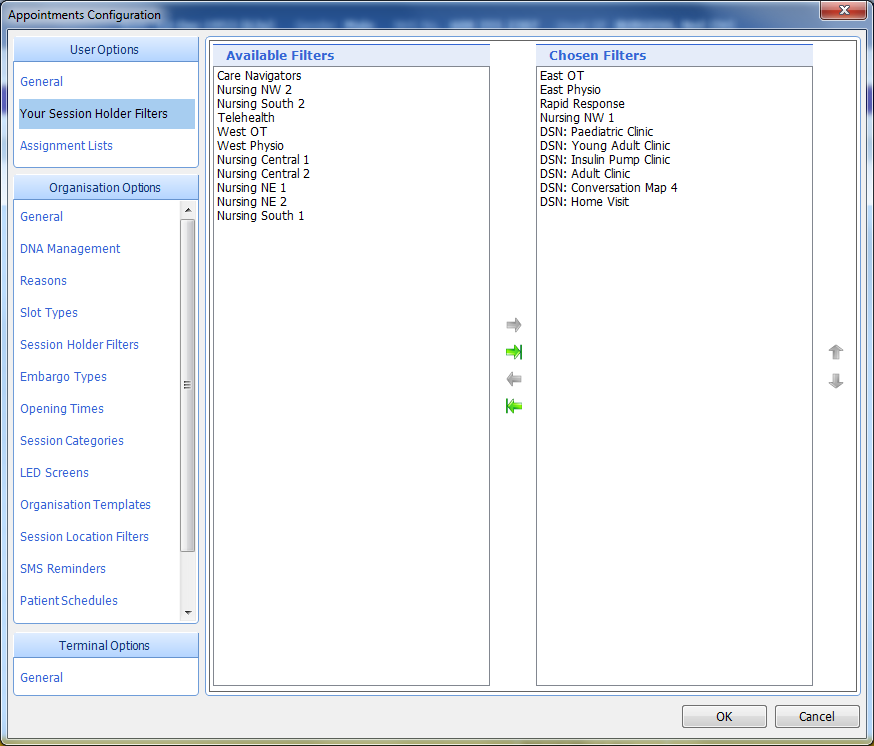 Appointments Configuration
User Options
General
Your Session Holder Filters
Assignment Lists
Organisation Options
General
DNA Management
Reasons
Slot Types
Session Holder Filters
Embargo Types
Opening Times
Session Categories
LED Screens
Organisation Templates
Session Location Filters
SMS Reminders
Patient Schedules
Terminal Options
General
Available Filters
Care Navigators
Nursing NW 2
Nursing South 2
Telehealth
West OT
West Physio
Nursing Central 1
Nursing Central 2
Nursing NE 1
Nursing NE 2
Nursing South 1
Chosen Filters
East OT
East Physio
Rapid Response
Nursing NW 1
DSN: Paediatric Clinic
DSN: Young Adult Clinic
DSN: Insulin Pump Clinic
DSN: Adult Clinic
DSN: Conversation Map 4
DSN: Home Visit
OK
Cancel